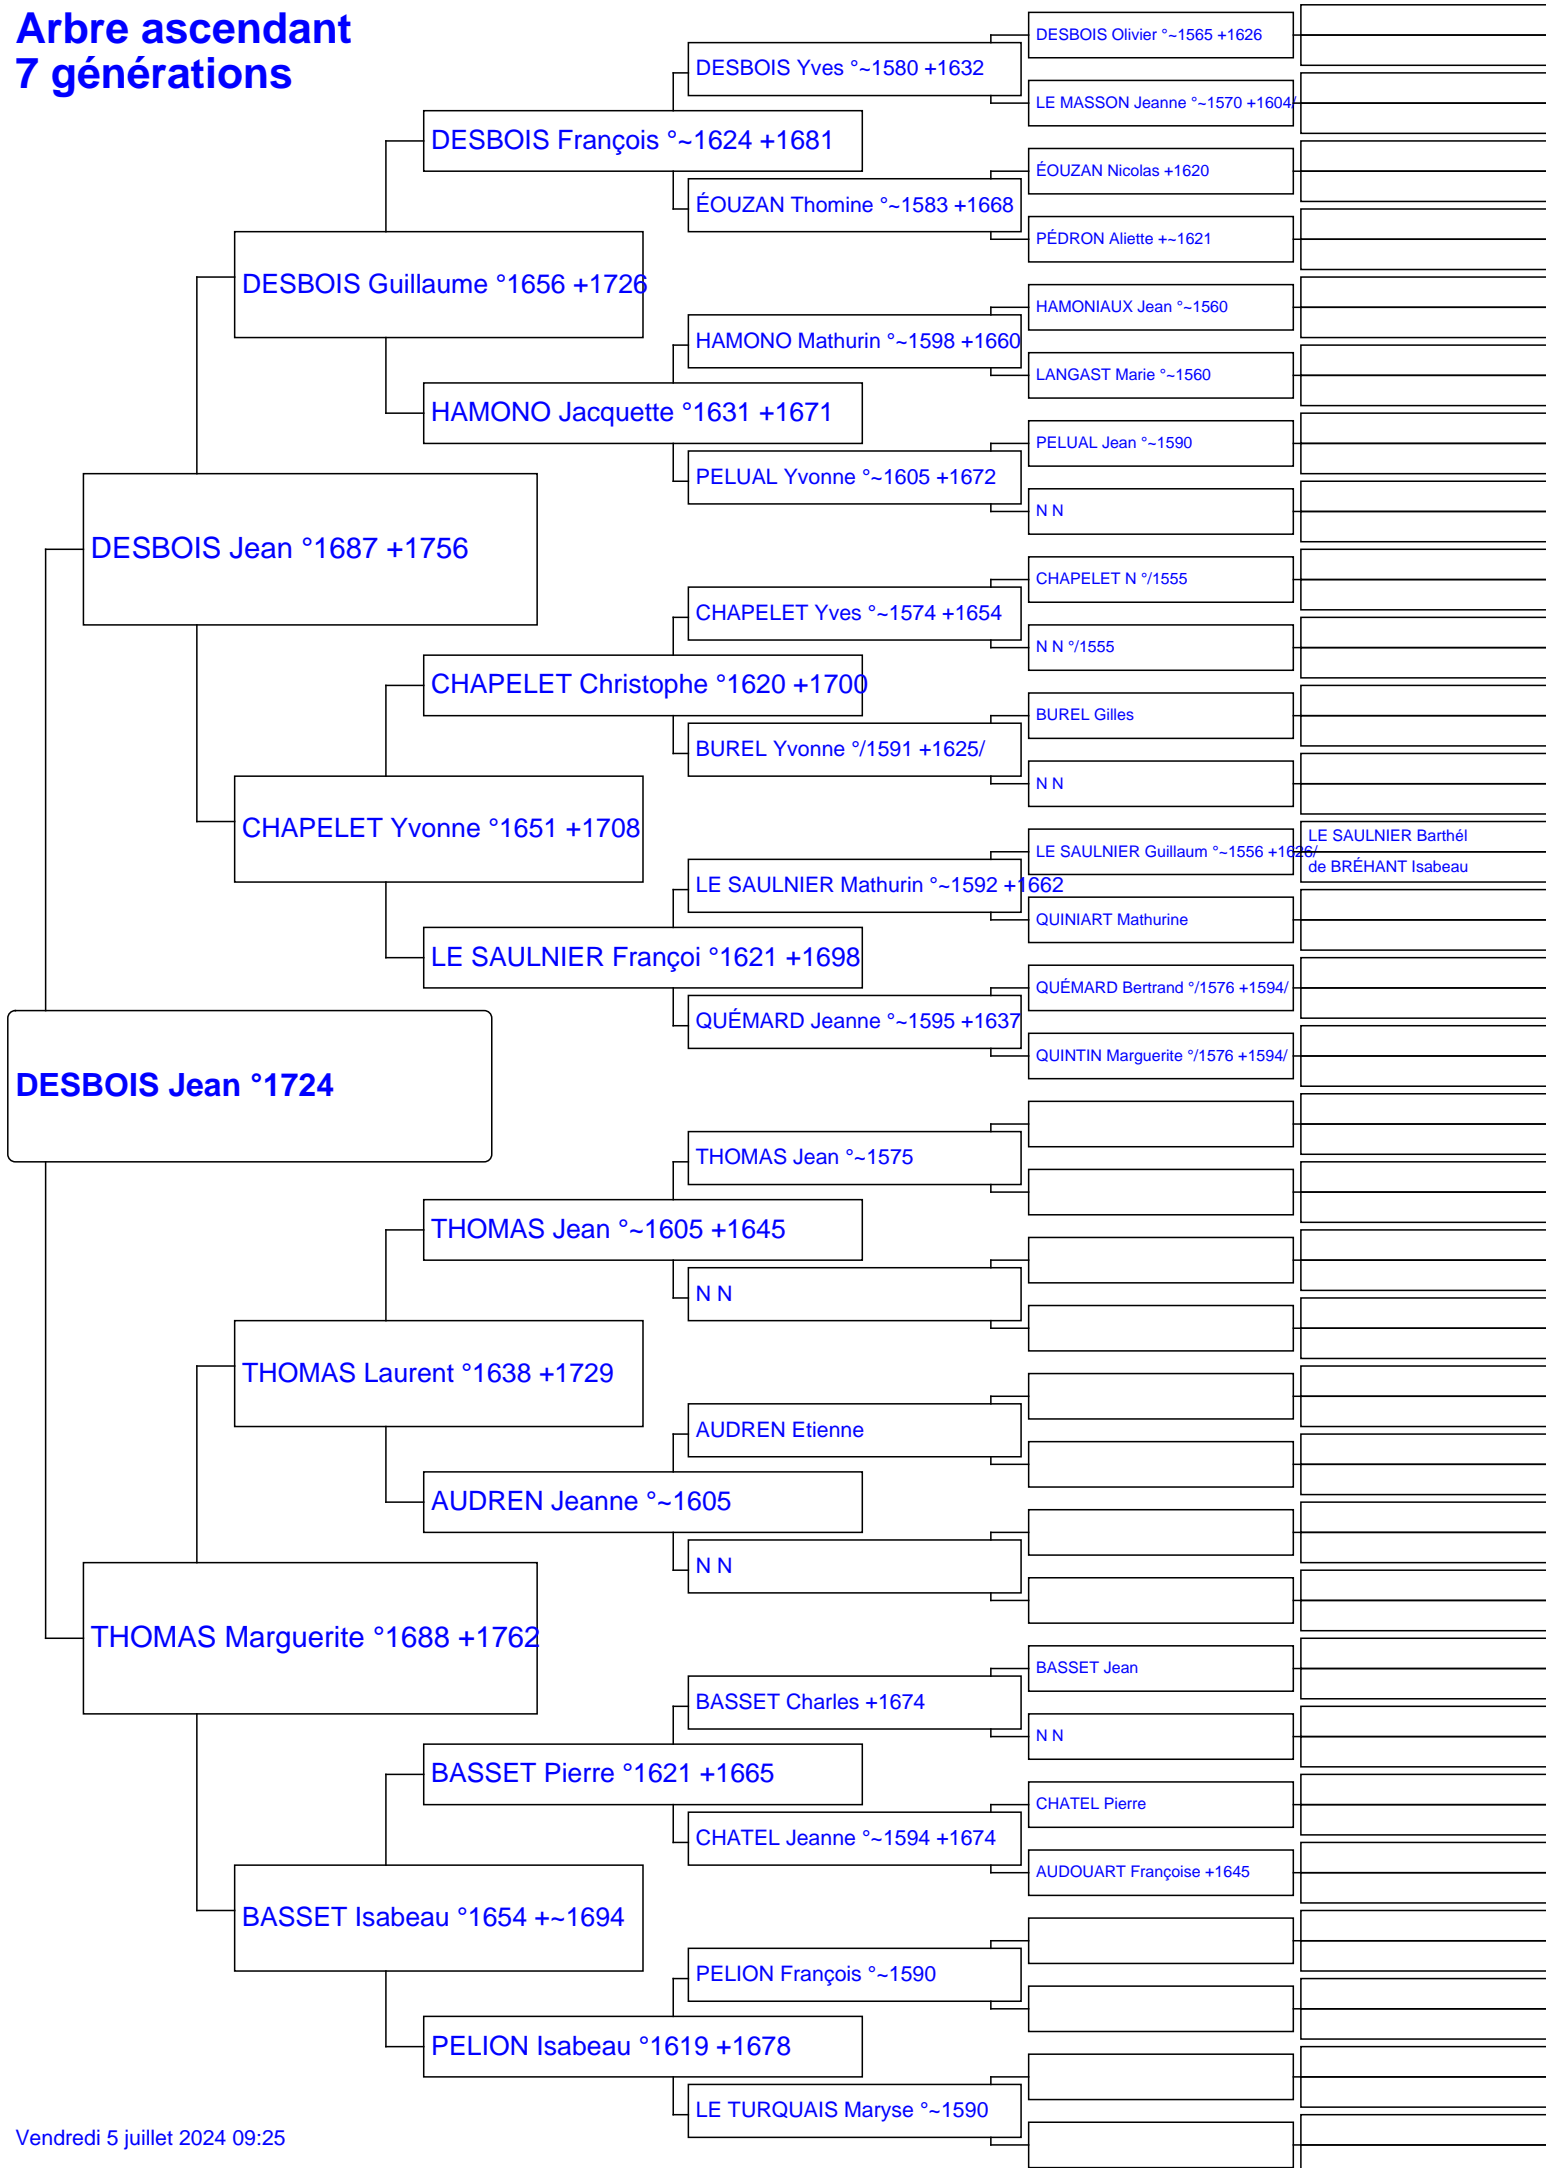 Arbre ascendant
7 générations
DESBOIS Jean °1724
DESBOIS Jean °1687 +1756
THOMAS Marguerite °1688 +1762
DESBOIS Guillaume °1656 +1726
CHAPELET Yvonne °1651 +1708
THOMAS Laurent °1638 +1729
BASSET Isabeau °1654 +~1694
DESBOIS François °~1624 +1681
HAMONO Jacquette °1631 +1671
CHAPELET Christophe °1620 +1700
LE SAULNIER Françoi °1621 +1698
THOMAS Jean °~1605 +1645
AUDREN Jeanne °~1605
BASSET Pierre °1621 +1665
PELION Isabeau °1619 +1678
DESBOIS Yves °~1580 +1632
ÉOUZAN Thomine °~1583 +1668
HAMONO Mathurin °~1598 +1660
PELUAL Yvonne °~1605 +1672
CHAPELET Yves °~1574 +1654
BUREL Yvonne °/1591 +1625/
LE SAULNIER Mathurin °~1592 +1662
QUÉMARD Jeanne °~1595 +1637
THOMAS Jean °~1575
N N
AUDREN Etienne
N N
BASSET Charles +1674
CHATEL Jeanne °~1594 +1674
PELION François °~1590
LE TURQUAIS Maryse °~1590
DESBOIS Olivier °~1565 +1626
LE MASSON Jeanne °~1570 +1604/
ÉOUZAN Nicolas +1620
PÉDRON Aliette +~1621
HAMONIAUX Jean °~1560
LANGAST Marie °~1560
PELUAL Jean °~1590
N N
CHAPELET N °/1555
N N °/1555
BUREL Gilles
N N
LE SAULNIER Guillaum °~1556 +1626/
QUINIART Mathurine
QUÉMARD Bertrand °/1576 +1594/
QUINTIN Marguerite °/1576 +1594/
BASSET Jean
N N
CHATEL Pierre
AUDOUART Françoise +1645
LE SAULNIER Barthél
de BRÉHANT Isabeau
Vendredi 5 juillet 2024 09:25